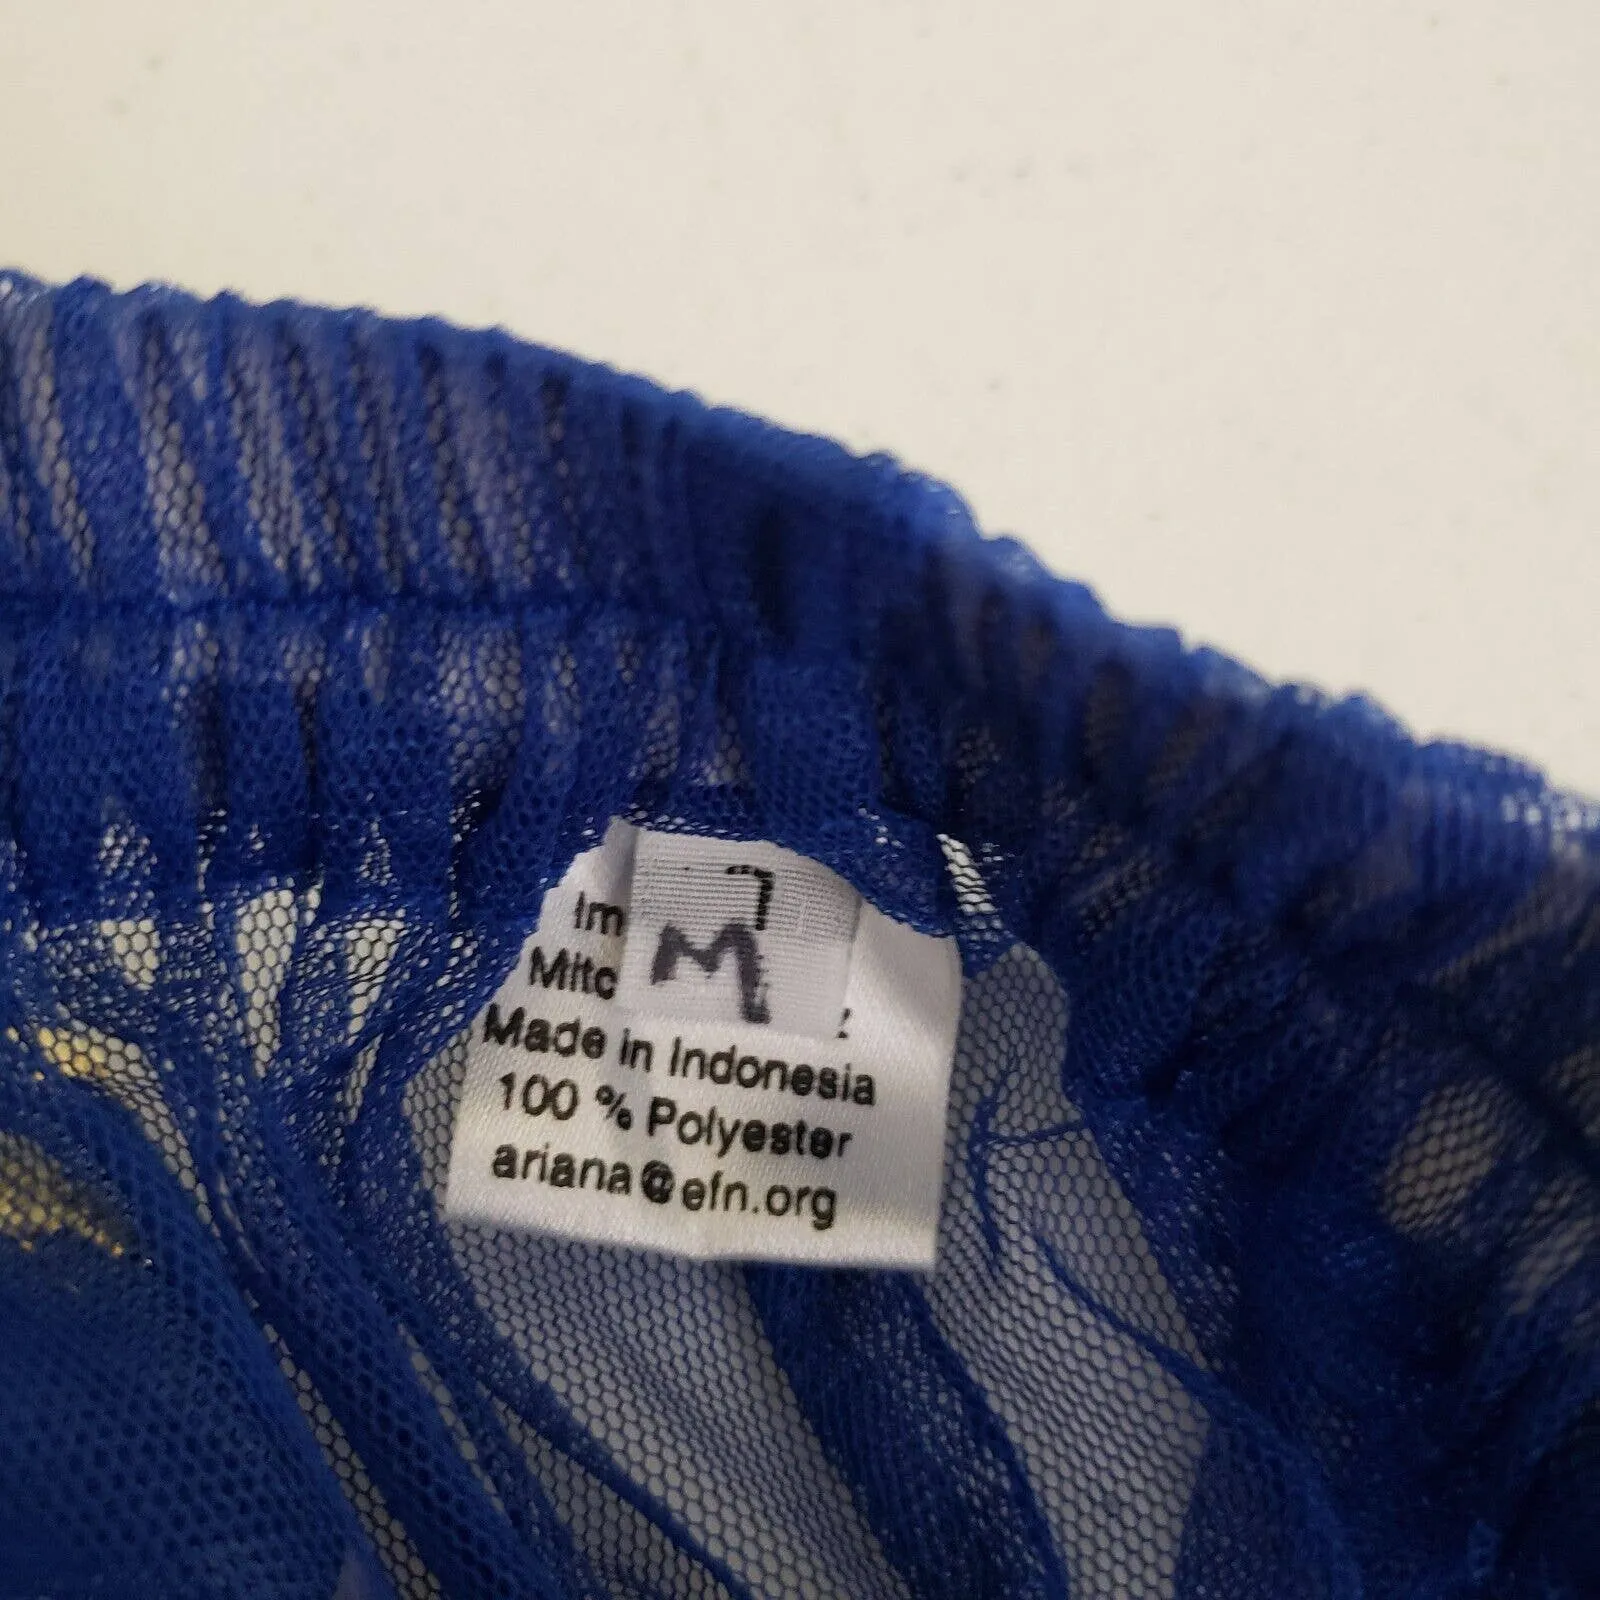 M
Made in Indonesia
100 % Polyester
ariana@efn.org